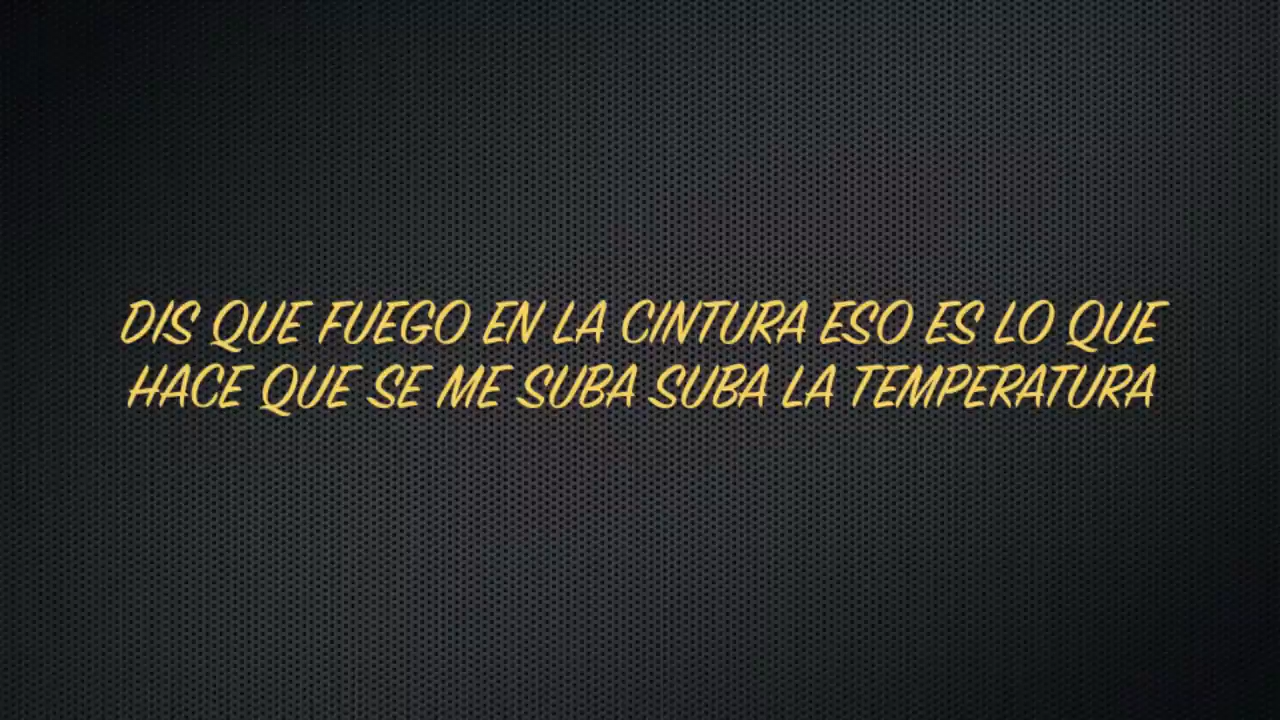 DIS QUE FUEGO EN LA CINTURA ESO ES LO QUE
HACE QUE SE ME SUBA SUBA LA TEMPERATURA